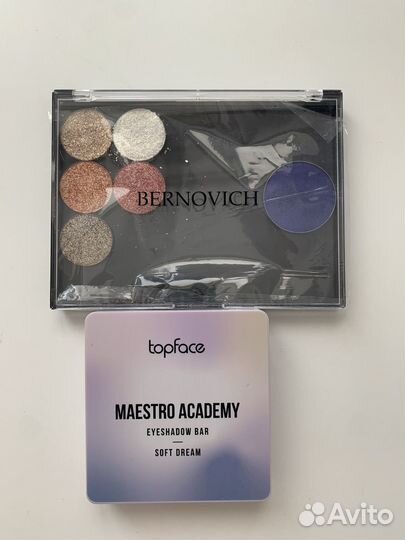 BERNOVICH
topface
MAESTRO ACADEMY
EYESHADOW BAR
SOFT DREAM
Avito